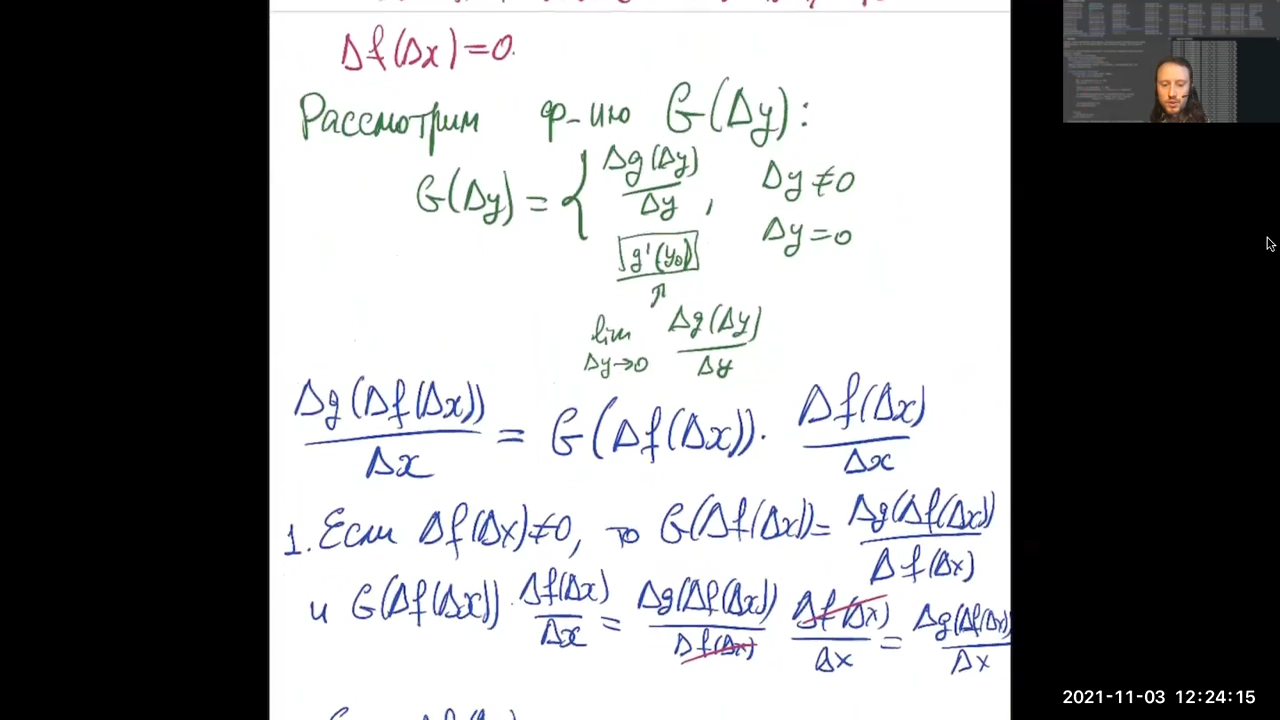 Δf(Δx)=0.
Рассмотрим ф-ию G(Δy):
G(Δy) = { Δg(Δy)/Δy, Δy≠0
g'(y₀) Δy=0
↑
lim Δy→0 Δg(Δy)/Δy
Δg(Δf(Δx))/Δx = G(Δf(Δx))· Δf(Δx)/Δx
1. Если Δf(Δx)≠0, то G(Δf(Δx))= Δg(Δf(Δx))/Δf(Δx)
и G(Δf(Δx))·Δf(Δx)/Δx = Δg(Δf(Δx))/Δf(Δx) Δf(Δx)/Δx = Δg(Δf(Δx))/Δx
2021-11-03 12:24:15